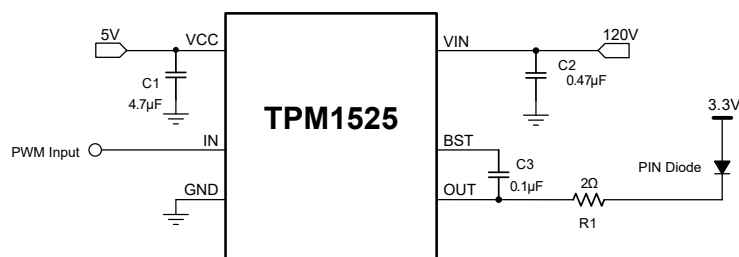 5V
VCC
VIN
120V
C1
4.7µF
C2
0.47µF
TPM1525
3.3V
PWM Input
IN
BST
C3
0.1µF
PIN Diode
GND
OUT
2Ω
R1